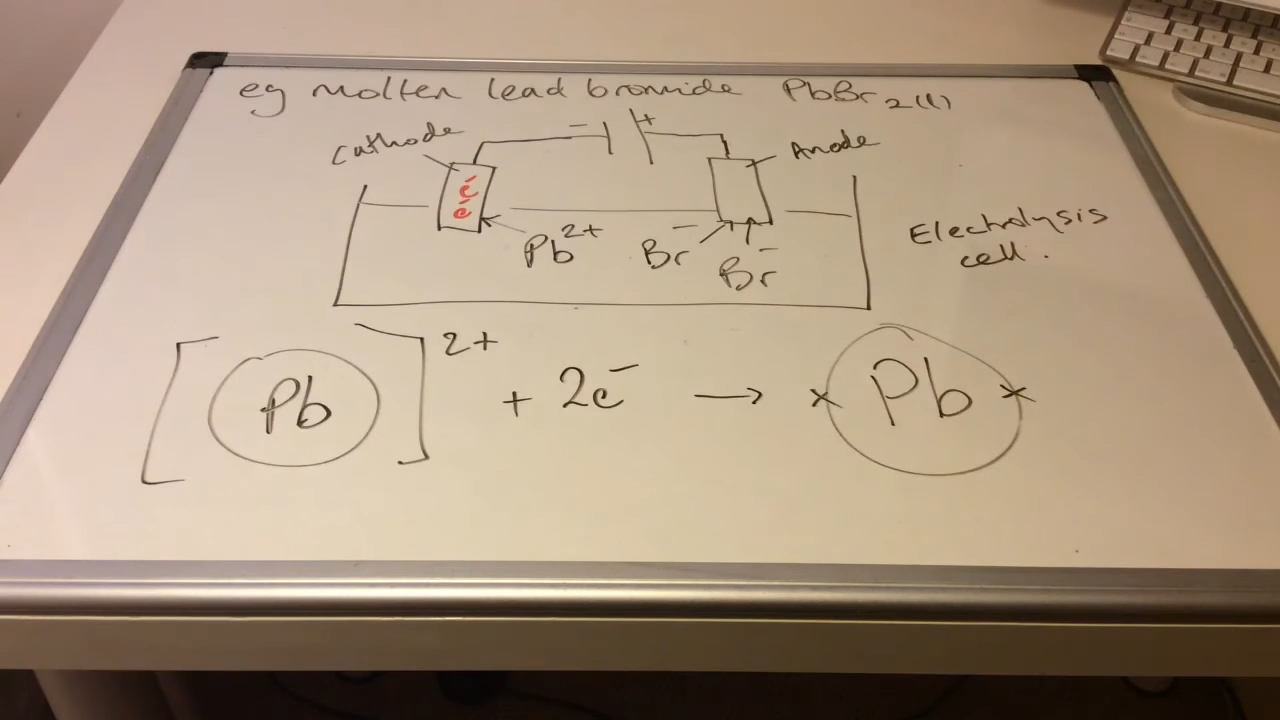 eg molten lead bromide PbBr2(l)
Cathode - + Anode
e- e-
Pb2+ Br- Br-
Electrolysis cell.
[Pb]2+ + 2e- → × Pb ×